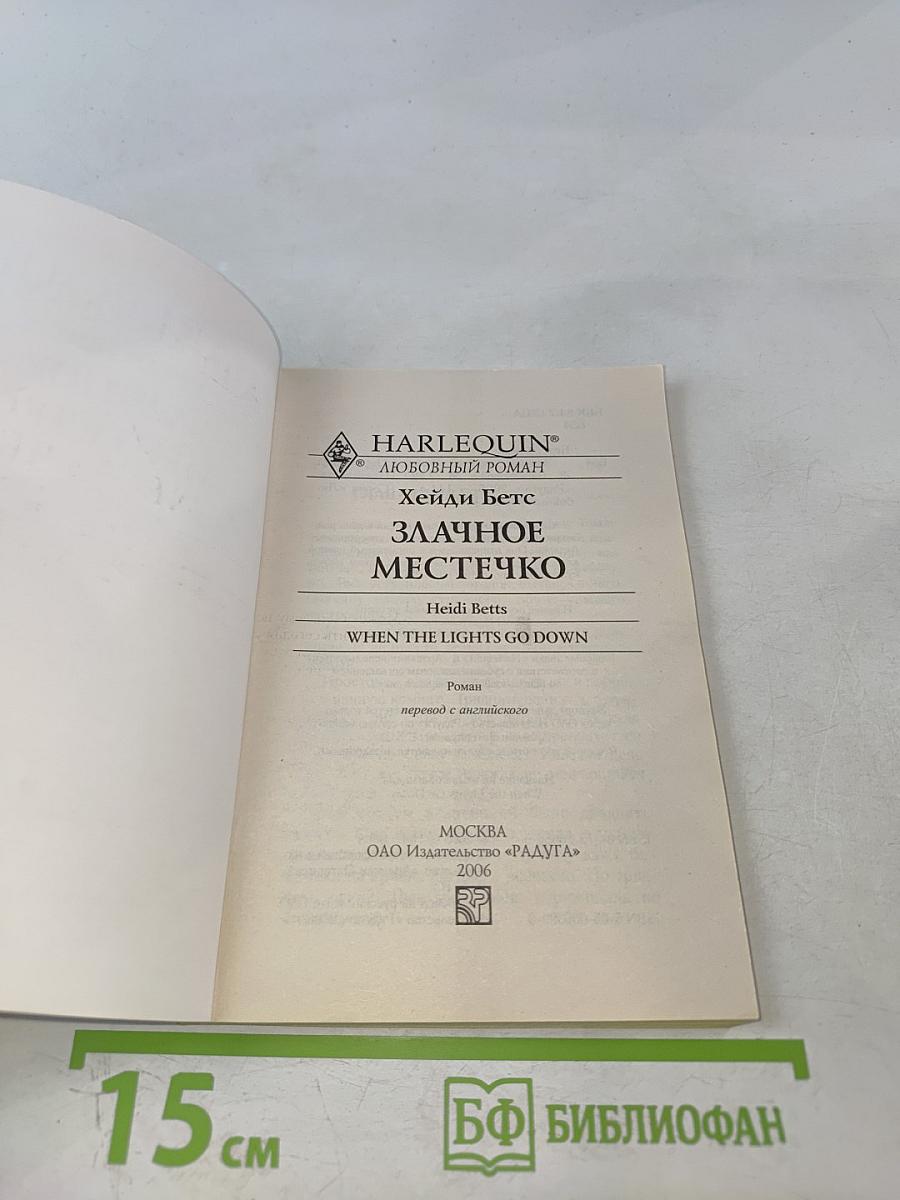 HARLEQUIN®
®
ЛЮБОВНЫЙ РОМАН
Хейди Бетс
ЗЛАЧНОЕ
МЕСТЕЧКО
Heidi Betts
WHEN THE LIGHTS GO DOWN
Роман
перевод с английского
МОСКВА
ОАО Издательство «РАДУГА»
2006
15 см
БФ БИБЛИОФАН